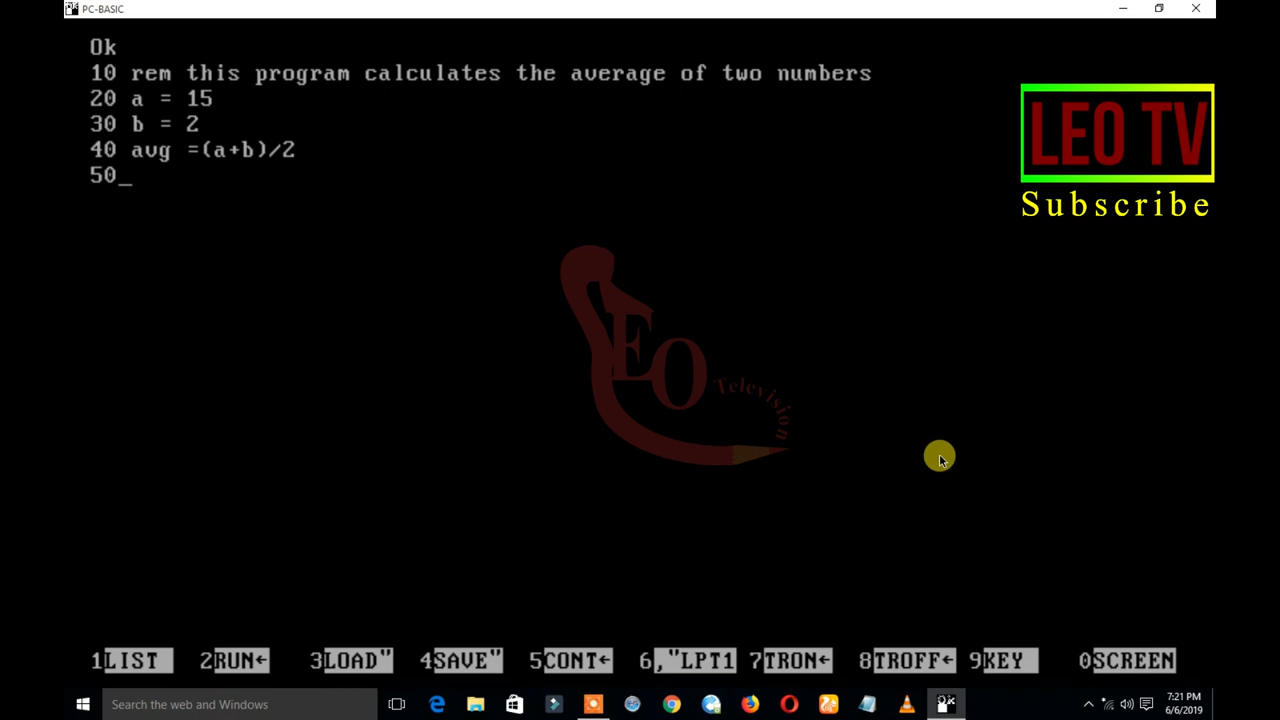 PC-BASIC
Ok
10 rem this program calculates the average of two numbers
20 a = 15
30 b = 2
40 avg =(a+b)/2
50_
LEO TV
Subscribe
LEO
Television
1LIST 2RUN← 3LOAD" 4SAVE" 5CONT← 6,"LPT1 7TRON← 8TROFF← 9KEY 0SCREEN
Search the web and Windows
7:21 PM
6/6/2019